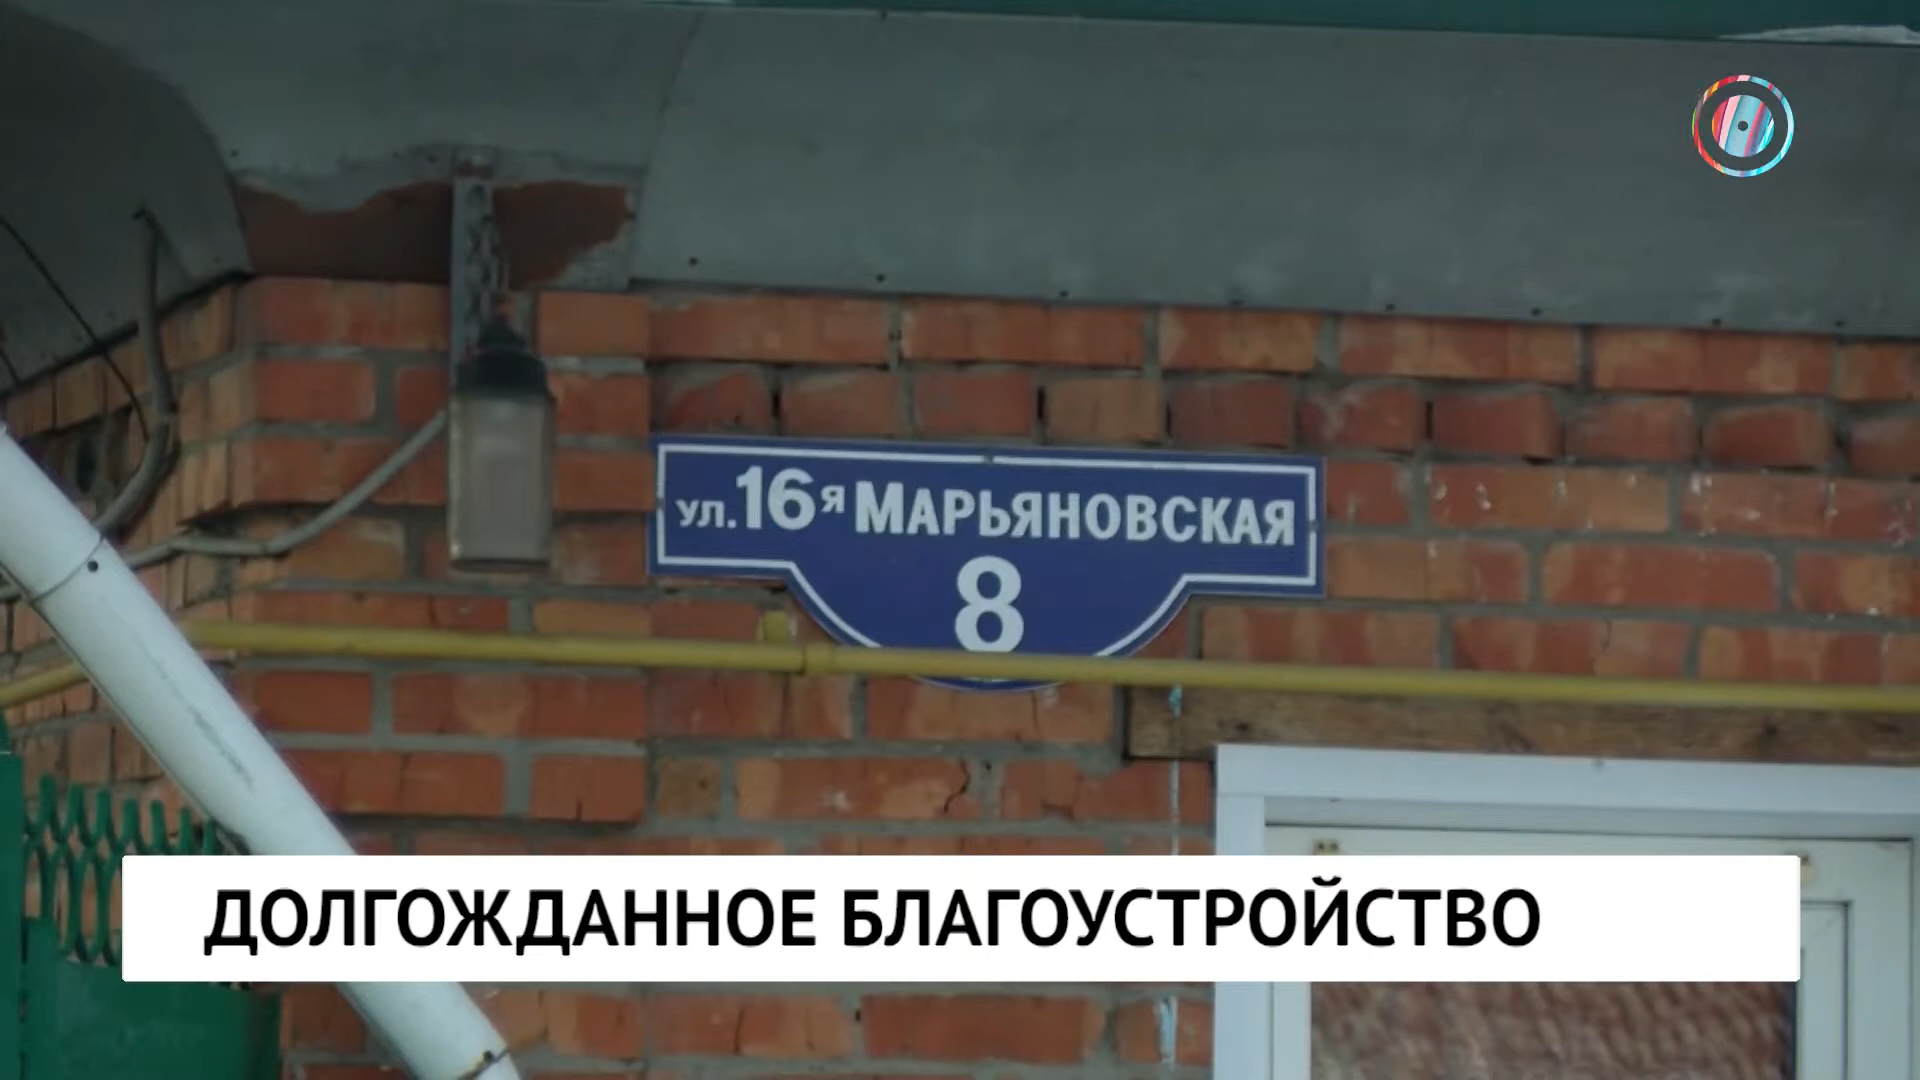 ул. 16я МАРЬЯНОВСКАЯ
8
ДОЛГОЖДАННОЕ БЛАГОУСТРОЙСТВО